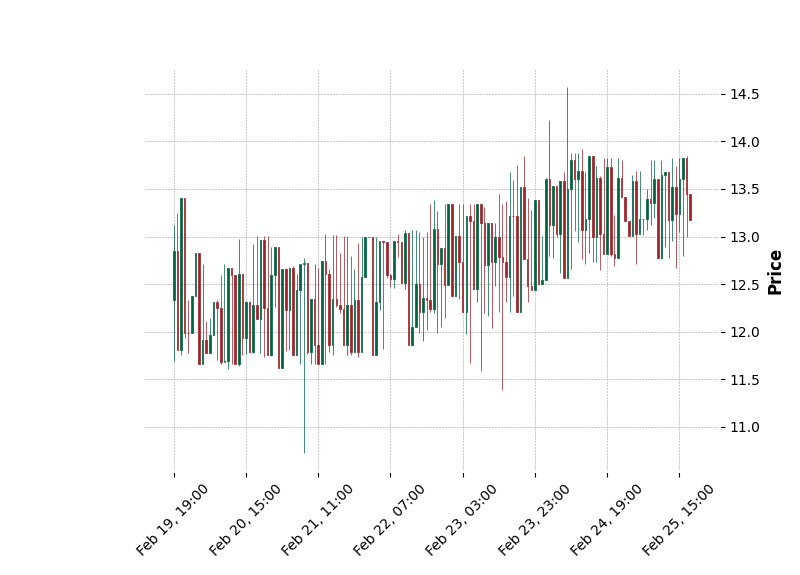 14.5
14.0
13.5
13.0
12.5
12.0
11.5
11.0
Price
Feb 19, 19:00
Feb 20, 15:00
Feb 21, 11:00
Feb 22, 07:00
Feb 23, 03:00
Feb 23, 23:00
Feb 24, 19:00
Feb 25, 15:00